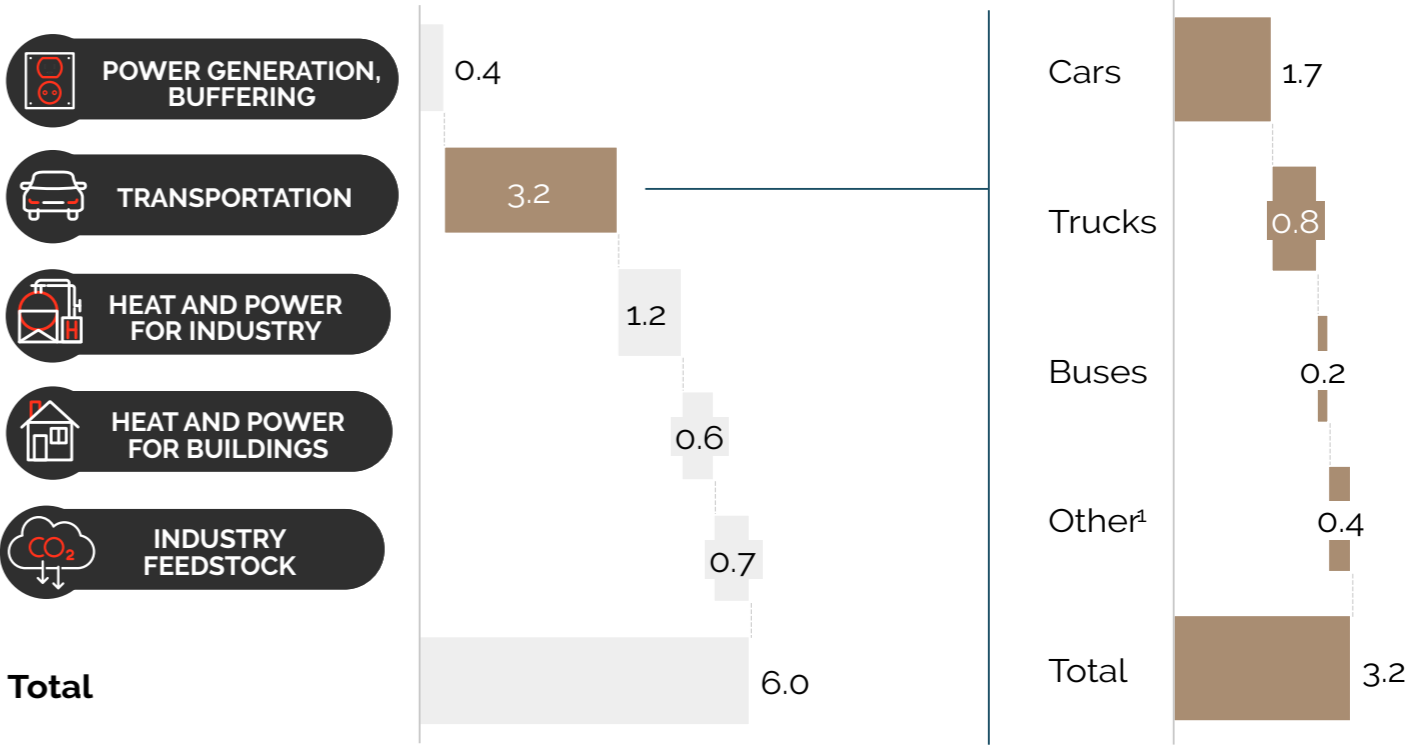 POWER GENERATION,
BUFFERING
0.4
TRANSPORTATION
3.2
HEAT AND POWER
FOR INDUSTRY
H
1.2
HEAT AND POWER
FOR BUILDINGS
0.6
CO₂
INDUSTRY
FEEDSTOCK
0.7
Total
6.0
Cars
1.7
Trucks
0.8
Buses
0.2
Other¹
0.4
Total
3.2